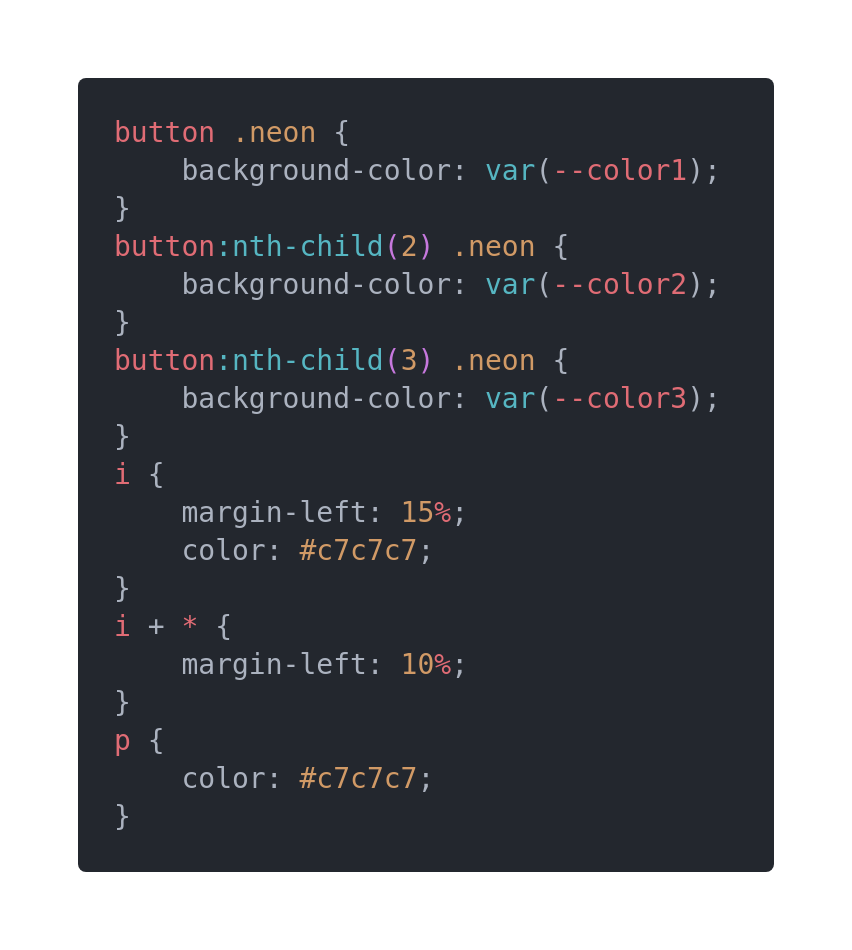 button .neon {
    background-color: var(--color1);
}
button:nth-child(2) .neon {
    background-color: var(--color2);
}
button:nth-child(3) .neon {
    background-color: var(--color3);
}
i {
    margin-left: 15%;
    color: #c7c7c7;
}
i + * {
    margin-left: 10%;
}
p {
    color: #c7c7c7;
}